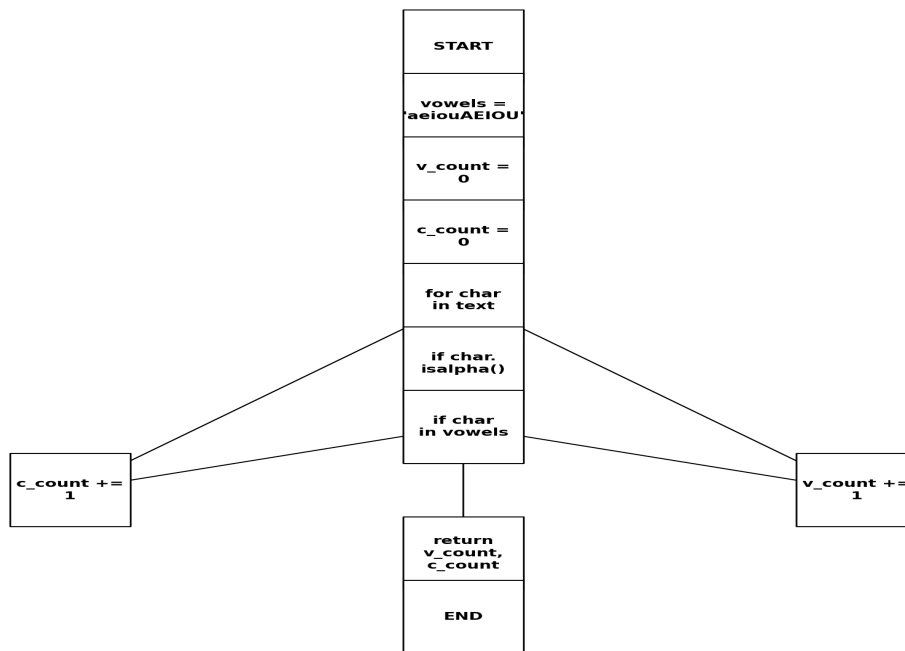 START
vowels =
'aeiouAEIOU'
v_count =
0
c_count =
0
for char
in text
if char.
isalpha()
if char
in vowels
c_count +=
1
v_count +=
1
return
v_count,
c_count
END